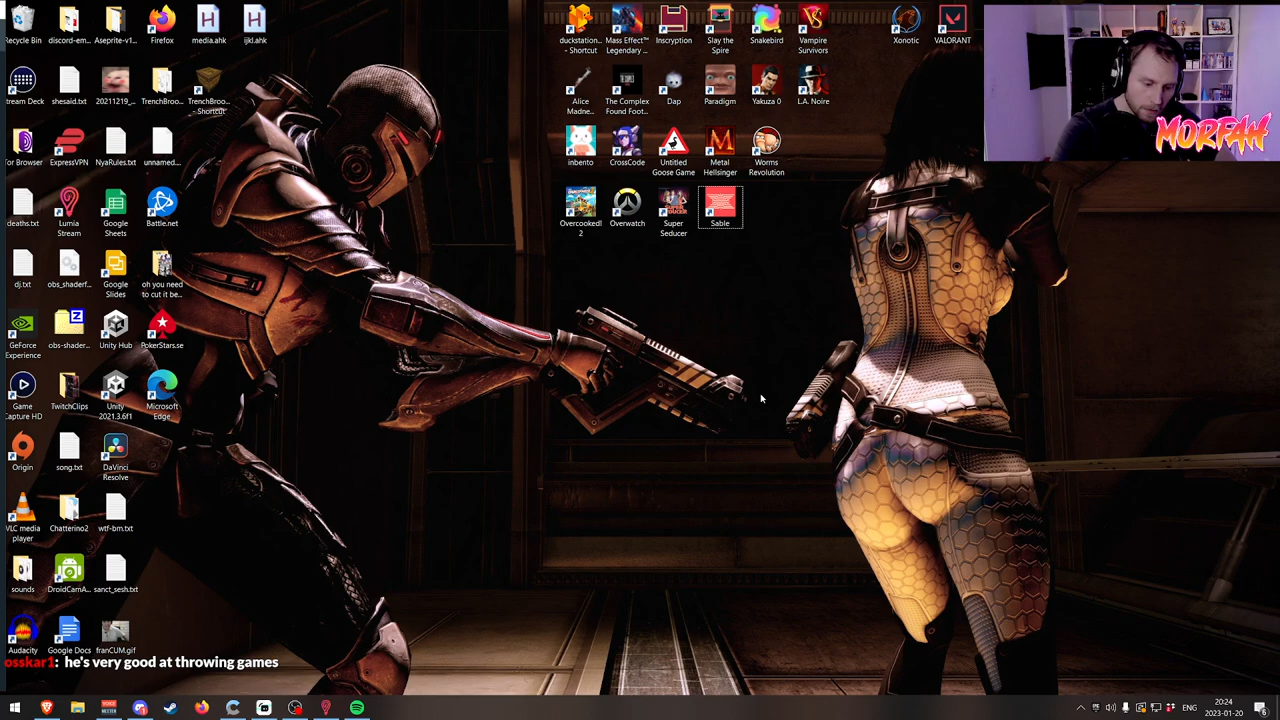 Recycle Bin
discord-em...
Aseprite-v1...
Firefox
media.ahk
ijkl.ahk
duckstation... - Shortcut
Mass Effect™ Legendary ...
Inscryption
Slay the Spire
Snakebird
Vampire Survivors
Xonotic
VALORANT
tream Deck
shesaid.txt
20211219_...
TrenchBroo...
TrenchBroo... - Shortcut
Alice Madne...
The Complex Found Foot...
Dap
Paradigm
Yakuza 0
L.A. Noire
MORFAH
Tor Browser
ExpressVPN
NyaRules.txt
unnamed....
inbento
CrossCode
Untitled Goose Game
Metal Hellsinger
Worms Revolution
deaths.txt
Lumia Stream
Google Sheets
Battle.net
Overcooked! 2
Overwatch
Super Seducer
Sable
dj.txt
obs_shaderf...
Google Slides
oh you need to cut it be...
GeForce Experience
obs-shader...
Unity Hub
PokerStars.se
Game Capture HD
TwitchClips
Unity 2021.3.6f1
Microsoft Edge
Origin
song.txt
DaVinci Resolve
VLC media player
Chatterino2
wtf-bm.txt
sounds
DroidCamA...
sanct_sesh.txt
Audacity
Google Docs
franCUM.gif
osskar1: he's very good at throwing games
20:24
2023-01-20